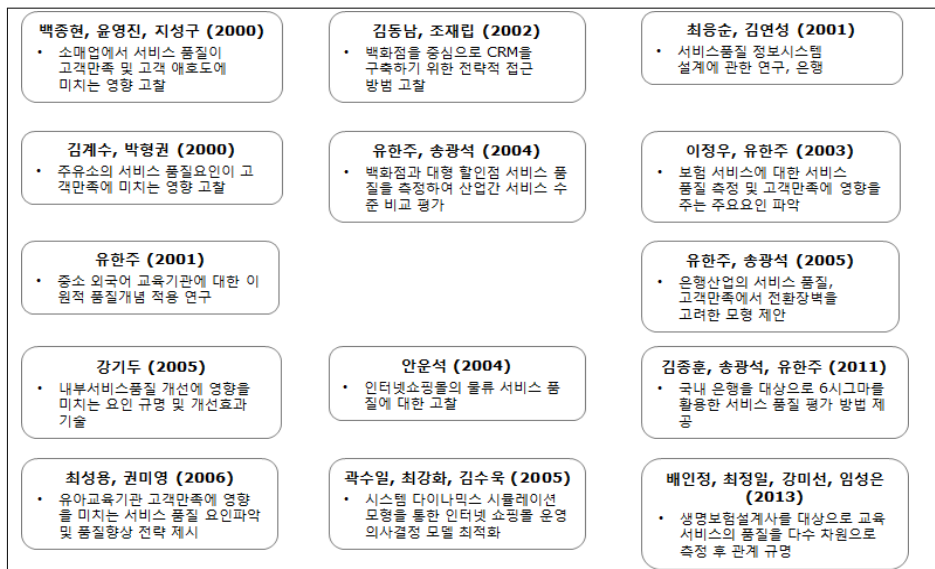 백종현, 윤영진, 지성구 (2000)
• 소매업에서 서비스 품질이
고객만족 및 고객 애호도에
미치는 영향 고찰
김동남, 조재립 (2002)
• 백화점을 중심으로 CRM을
구축하기 위한 전략적 접근
방법 고찰
최응순, 김연성 (2001)
• 서비스품질 정보시스템
설계에 관한 연구, 은행
김계수, 박형권 (2000)
• 주유소의 서비스 품질요인이 고
객만족에 미치는 영향 고찰
유한주, 송광석 (2004)
• 백화점과 대형 할인점 서비스 품
질을 측정하여 산업간 서비스 수
준 비교 평가
이정우, 유한주 (2003)
• 보험 서비스에 대한 서비스
품질 측정 및 고객만족에 영향을
주는 주요요인 파악
유한주 (2001)
• 중소 외국어 교육기관에 대한 이
원적 품질개념 적용 연구
유한주, 송광석 (2005)
• 은행산업의 서비스 품질,
고객만족에서 전환장벽을
고려한 모형 제안
강기두 (2005)
• 내부서비스품질 개선에 영향을
미치는 요인 규명 및 개선효과
기술
안운석 (2004)
• 인터넷쇼핑몰의 물류 서비스 품
질에 대한 고찰
김종훈, 송광석, 유한주 (2011)
• 국내 은행을 대상으로 6시그마를
활용한 서비스 품질 평가 방법 제
공
최성용, 권미영 (2006)
• 유아교육기관 고객만족에 영향
을 미치는 서비스 품질 요인파악
및 품질향상 전략 제시
곽수일, 최강화, 김수욱 (2005)
• 시스템 다이나믹스 시뮬레이션
모형을 통한 인터넷 쇼핑몰 운영
의사결정 모델 최적화
배인정, 최정일, 강미선, 임성은
(2013)
• 생명보험설계사를 대상으로 교육
서비스의 품질을 다수 차원으로
측정 후 관계 규명